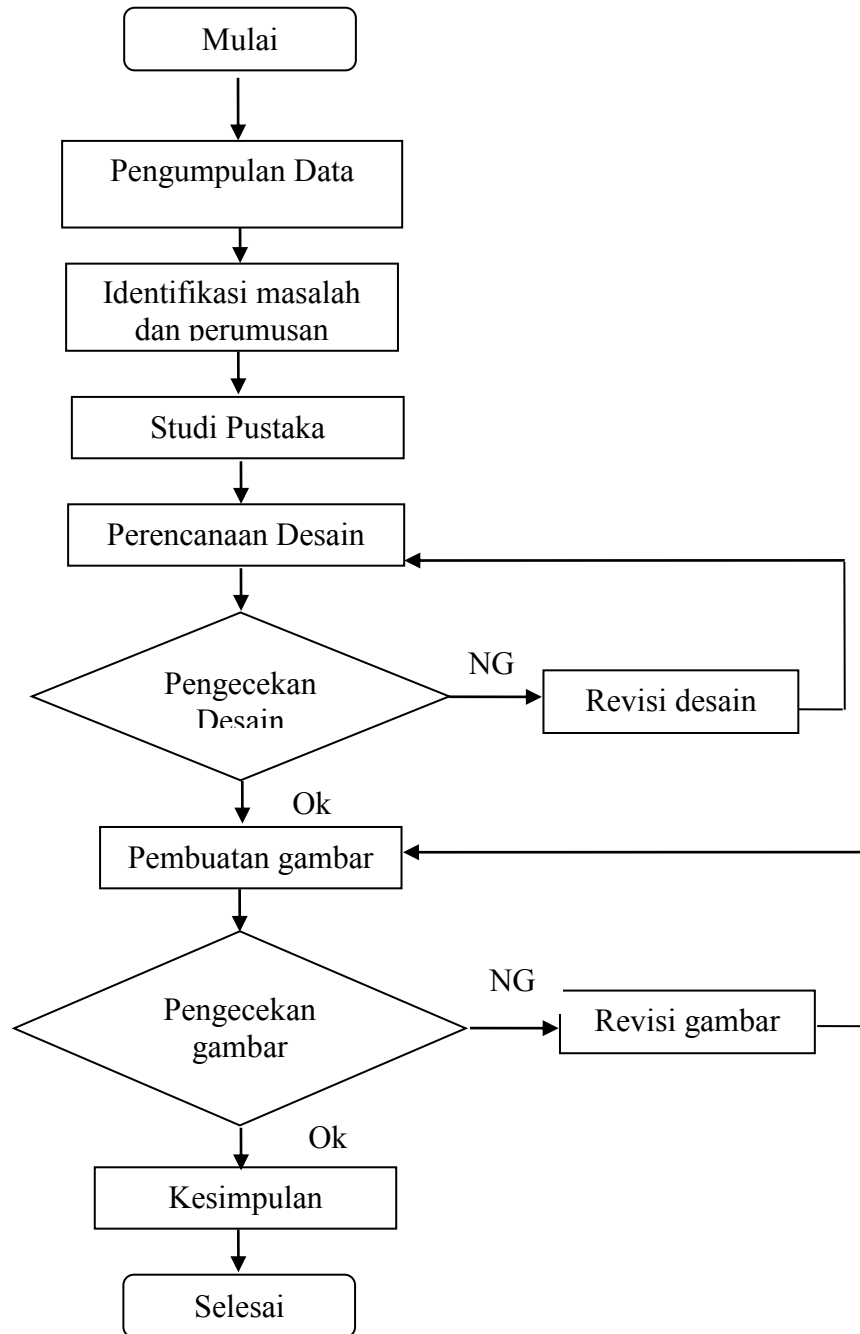 Mulai
Pengumpulan Data
Identifikasi masalah
dan perumusan
Studi Pustaka
Perencanaan Desain
NG
Pengecekan
Desain
Revisi desain
Ok
Pembuatan gambar
NG
Pengecekan
gambar
Revisi gambar
Ok
Kesimpulan
Selesai